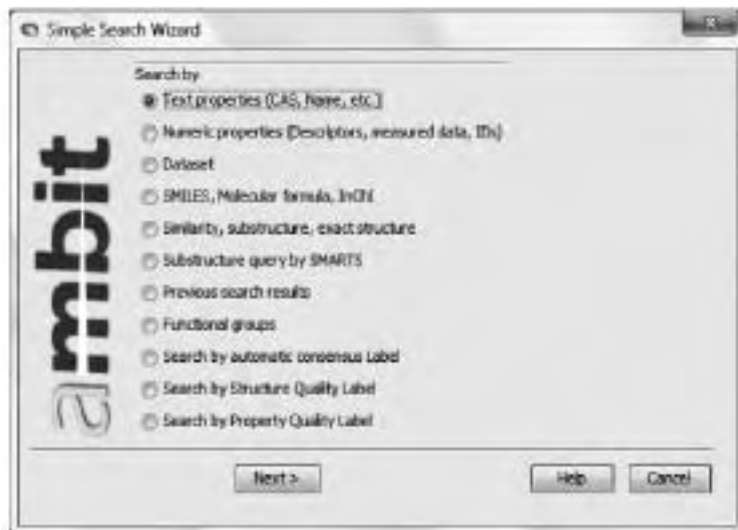 Simple Search Wizard
Search by
Text properties (CAS, Name, etc.)
Numeric properties (Descriptors, measured data, IDs)
Dataset
SMILES, Molecular formula, InChI
Similarity, substructure, exact structure
Substructure query by SMARTS
Previous search results
Functional groups
Search by automatic consensus Label
Search by Structure Quality Label
Search by Property Quality Label
ambit
Next >
Help
Cancel